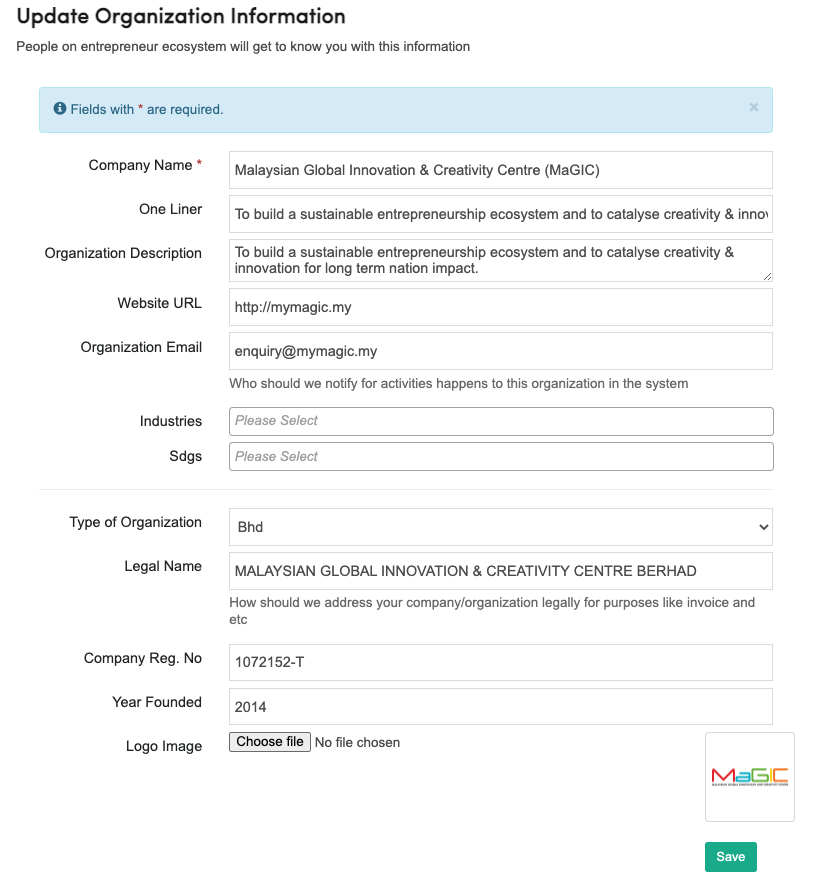 Update Organization Information
People on entrepreneur ecosystem will get to know you with this information
Fields with * are required.
×
Company Name *
Malaysian Global Innovation & Creativity Centre (MaGIC)
One Liner
To build a sustainable entrepreneurship ecosystem and to catalyse creativity & innov
Organization Description
To build a sustainable entrepreneurship ecosystem and to catalyse creativity &
innovation for long term nation impact.
Website URL
http://mymagic.my
Organization Email
enquiry@mymagic.my
Who should we notify for activities happens to this organization in the system
Industries
Please Select
Sdgs
Please Select
Type of Organization
Bhd
Legal Name
MALAYSIAN GLOBAL INNOVATION & CREATIVITY CENTRE BERHAD
How should we address your company/organization legally for purposes like invoice and
etc
Company Reg. No
1072152-T
Year Founded
2014
Logo Image
Choose file No file chosen
MaGIC
MALAYSIAN GLOBAL INNOVATION AND CREATIVITY CENTRE
Save